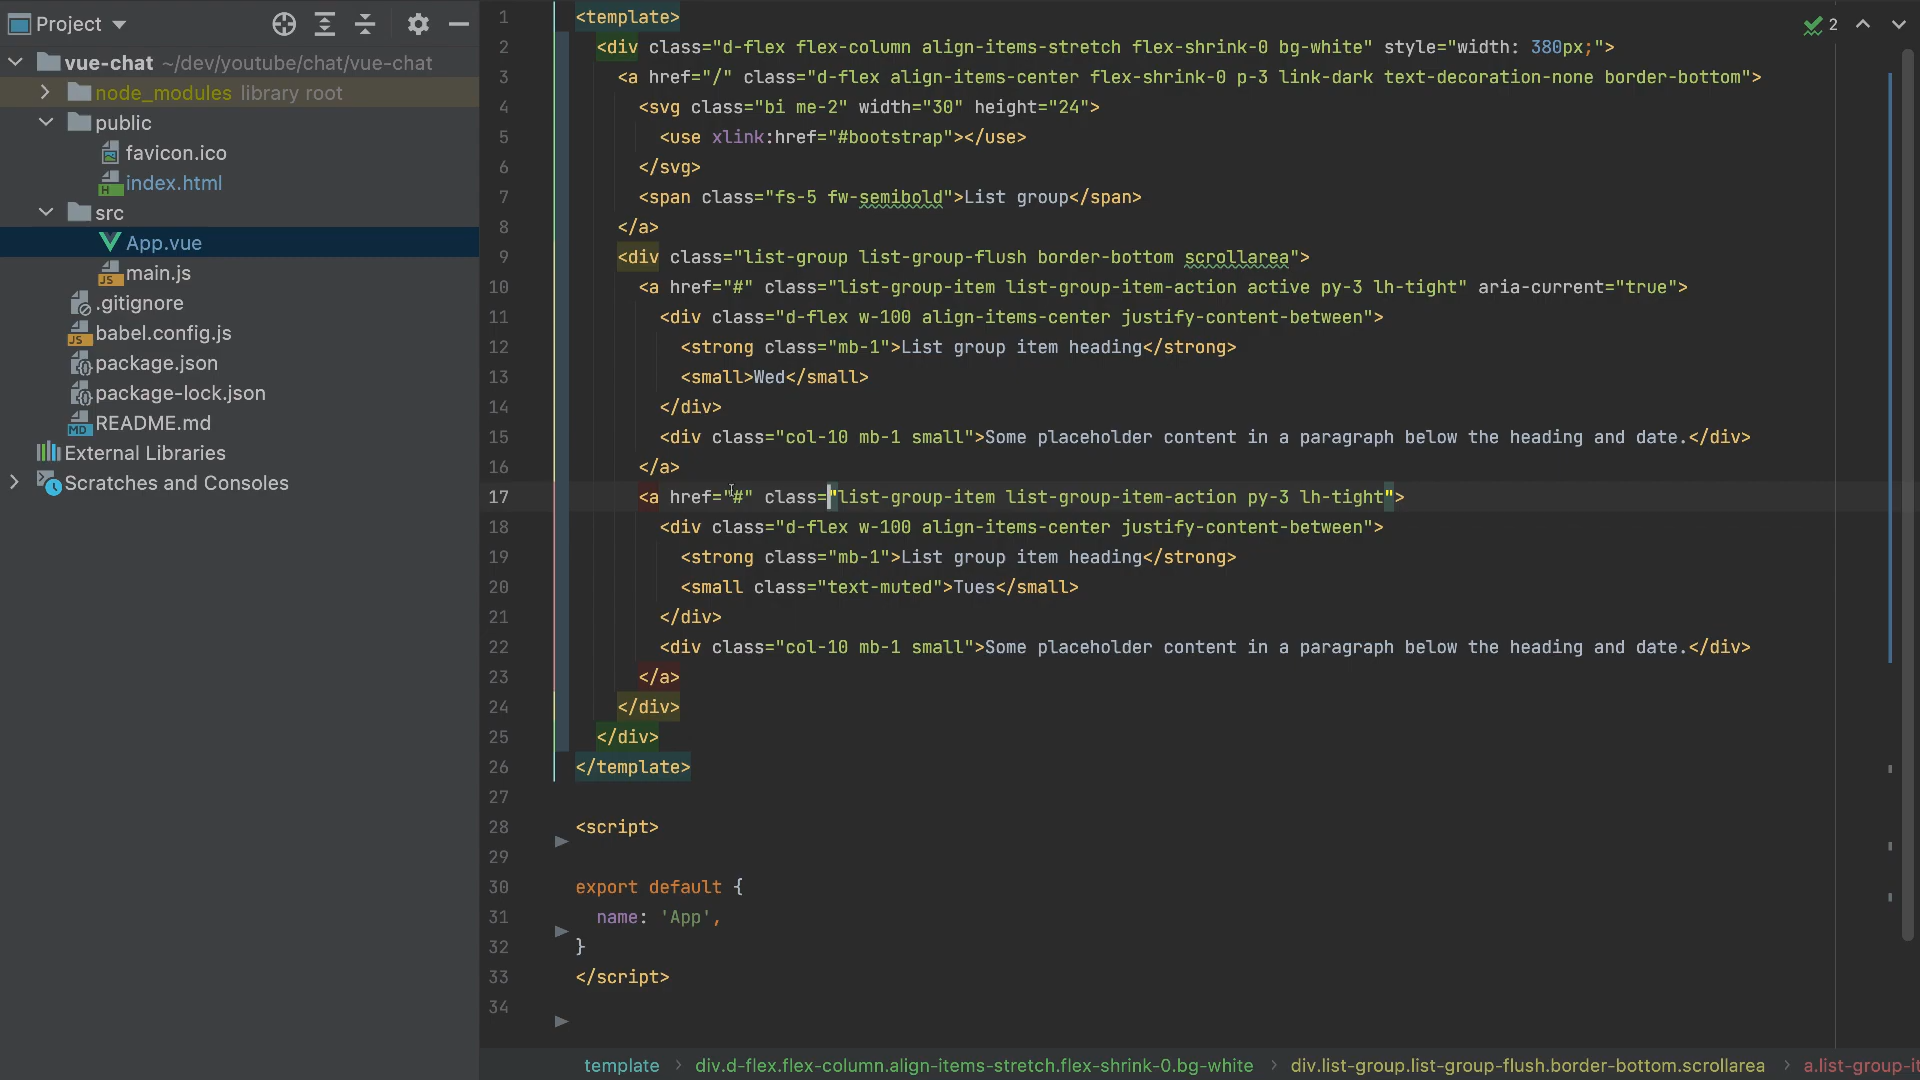 Project
vue-chat ~/dev/youtube/chat/vue-chat
node_modules library root
public
favicon.ico
index.html
src
App.vue
main.js
.gitignore
babel.config.js
package.json
package-lock.json
README.md
External Libraries
Scratches and Consoles
2
1 <template>
2 <div class="d-flex flex-column align-items-stretch flex-shrink-0 bg-white" style="width: 380px;">
3 <a href="/" class="d-flex align-items-center flex-shrink-0 p-3 link-dark text-decoration-none border-bottom">
4 <svg class="bi me-2" width="30" height="24">
5 <use xlink:href="#bootstrap"></use>
6 </svg>
7 <span class="fs-5 fw-semibold">List group</span>
8 </a>
9 <div class="list-group list-group-flush border-bottom scrollarea">
10 <a href="#" class="list-group-item list-group-item-action active py-3 lh-tight" aria-current="true">
11 <div class="d-flex w-100 align-items-center justify-content-between">
12 <strong class="mb-1">List group item heading</strong>
13 <small>Wed</small>
14 </div>
15 <div class="col-10 mb-1 small">Some placeholder content in a paragraph below the heading and date.</div>
16 </a>
17 <a href="#" class="list-group-item list-group-item-action py-3 lh-tight">
18 <div class="d-flex w-100 align-items-center justify-content-between">
19 <strong class="mb-1">List group item heading</strong>
20 <small class="text-muted">Tues</small>
21 </div>
22 <div class="col-10 mb-1 small">Some placeholder content in a paragraph below the heading and date.</div>
23 </a>
24 </div>
25 </div>
26 </template>
27
28 <script>
29
30 export default {
31 name: 'App',
32 }
33 </script>
34
template > div.d-flex.flex-column.align-items-stretch.flex-shrink-0.bg-white > div.list-group.list-group-flush.border-bottom.scrollarea > a.list-group-it